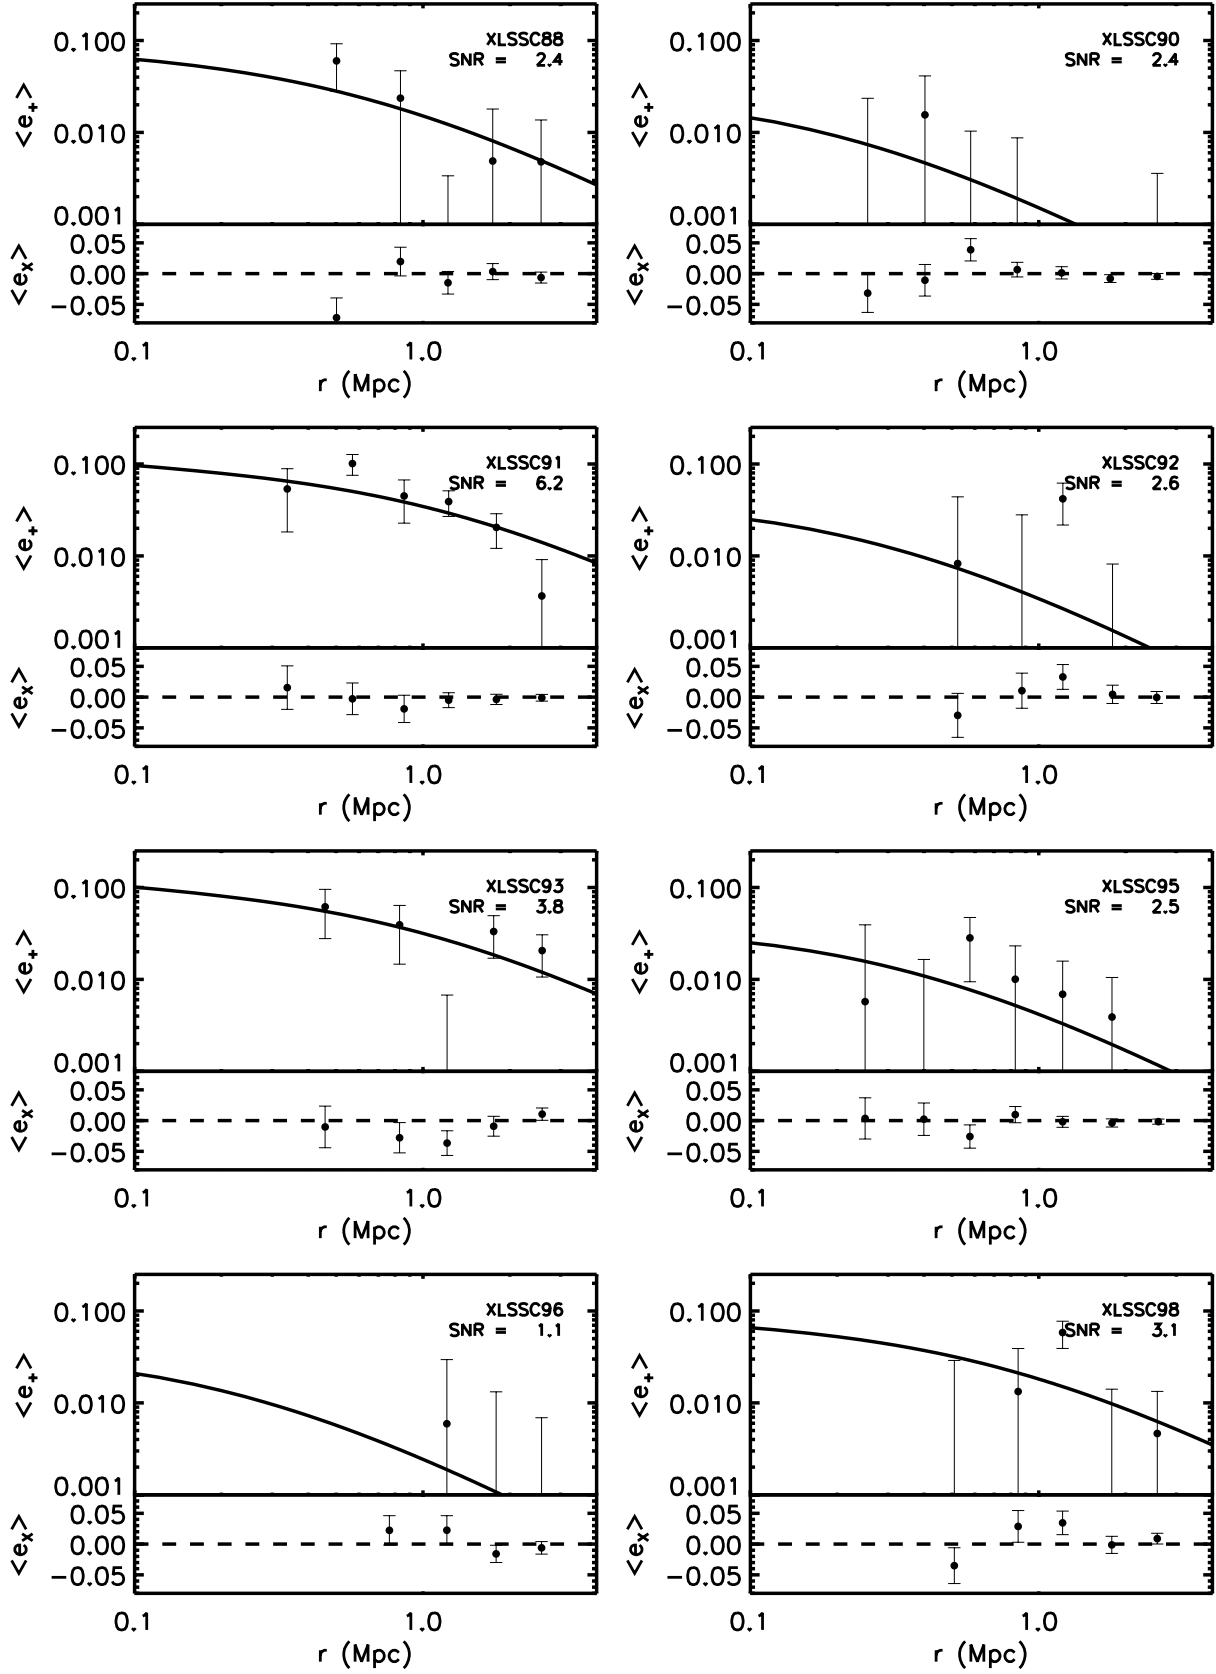 XLSSC88
SNR = 2.4
<e+>
0.100
0.010
0.001
<ex>
0.05
0.00
−0.05
0.1
1.0
r (Mpc)
XLSSC90
SNR = 2.4
<e+>
0.100
0.010
0.001
<ex>
0.05
0.00
−0.05
0.1
1.0
r (Mpc)
XLSSC91
SNR = 6.2
<e+>
0.100
0.010
0.001
<ex>
0.05
0.00
−0.05
0.1
1.0
r (Mpc)
XLSSC92
SNR = 2.6
<e+>
0.100
0.010
0.001
<ex>
0.05
0.00
−0.05
0.1
1.0
r (Mpc)
XLSSC93
SNR = 3.8
<e+>
0.100
0.010
0.001
<ex>
0.05
0.00
−0.05
0.1
1.0
r (Mpc)
XLSSC95
SNR = 2.5
<e+>
0.100
0.010
0.001
<ex>
0.05
0.00
−0.05
0.1
1.0
r (Mpc)
XLSSC96
SNR = 1.1
<e+>
0.100
0.010
0.001
<ex>
0.05
0.00
−0.05
0.1
1.0
r (Mpc)
XLSSC98
SNR = 3.1
<e+>
0.100
0.010
0.001
<ex>
0.05
0.00
−0.05
0.1
1.0
r (Mpc)